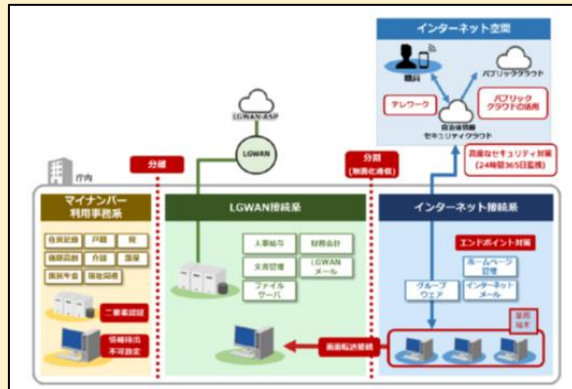 インターネット空間
職員
パブリッククラウド
テレワーク
パブリック
クラウドの活用
自治体情報
セキュリティクラウド
LGWAN-ASP
LGWAN
分離
分割
(無害化通信)
高度なセキュリティ対策
(24時間365日監視)
庁内
マイナンバー
利用事務系
LGWAN接続系
インターネット接続系
住民記録
戸籍
税
後期高齢
介護
国保
国民年金
福祉関連
人事給与
財務会計
文書管理
LGWAN
メール
ファイル
サーバ
エンドポイント対策
ホームページ
管理
グループ
ウェア
インターネット
メール
二要素認証
情報持出
不可設定
業務
端末
画面転送接続